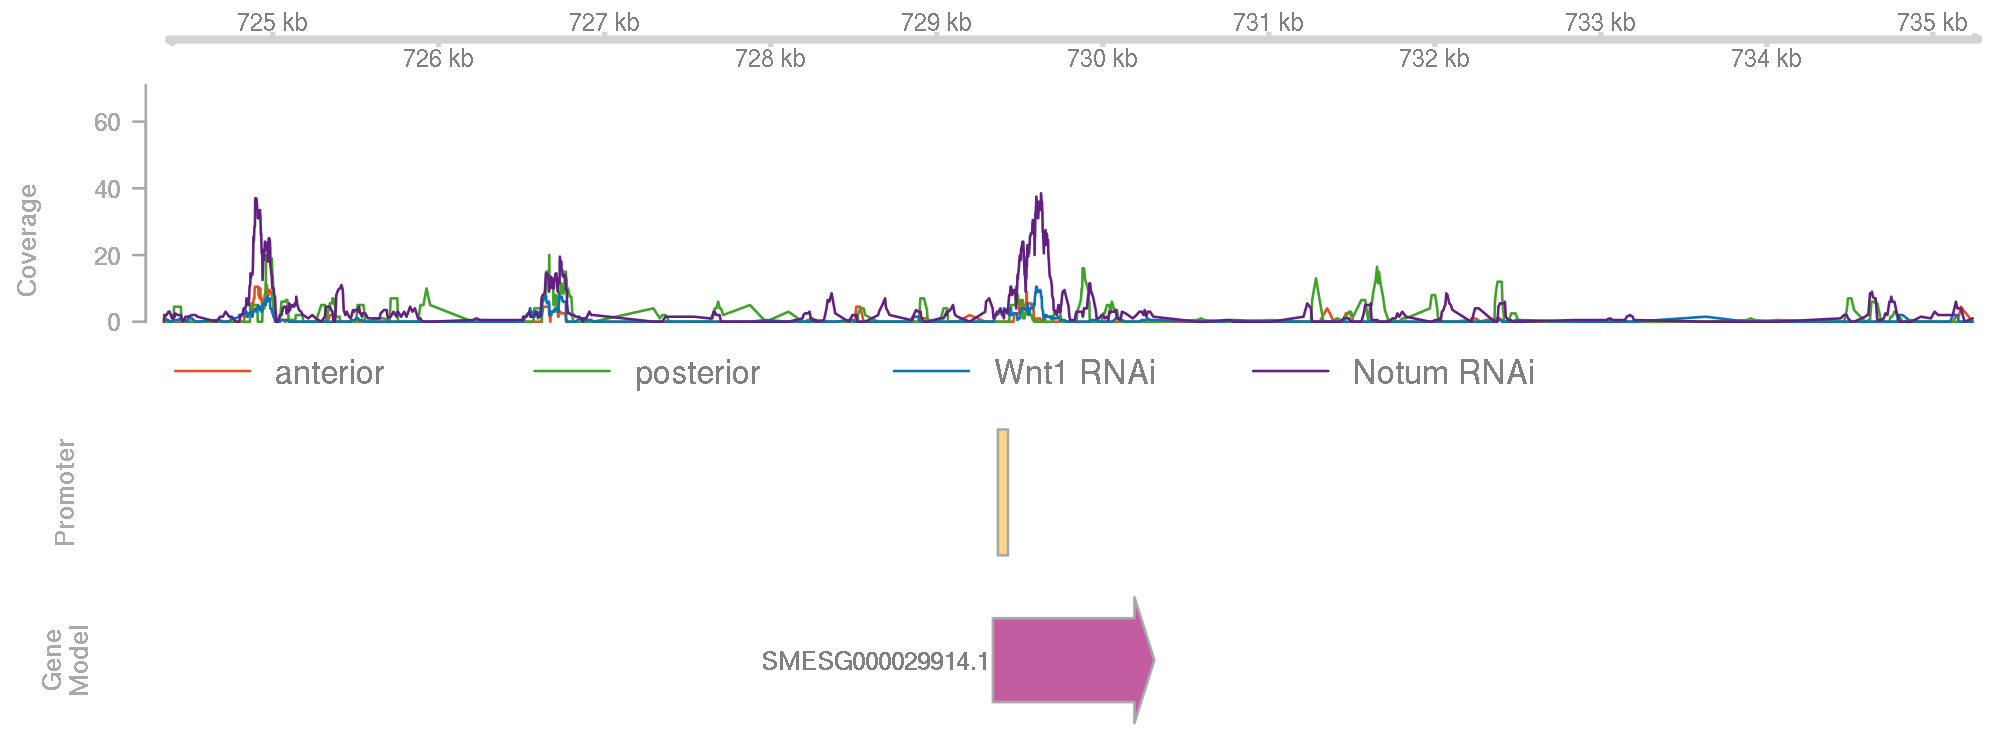 725 kb 727 kb 729 kb 731 kb 733 kb 735 kb
726 kb 728 kb 730 kb 732 kb 734 kb
Coverage
60
40
20
0
anterior posterior Wnt1 RNAi Notum RNAi
Promoter
0
Gene
Model
SMESG000029914.1